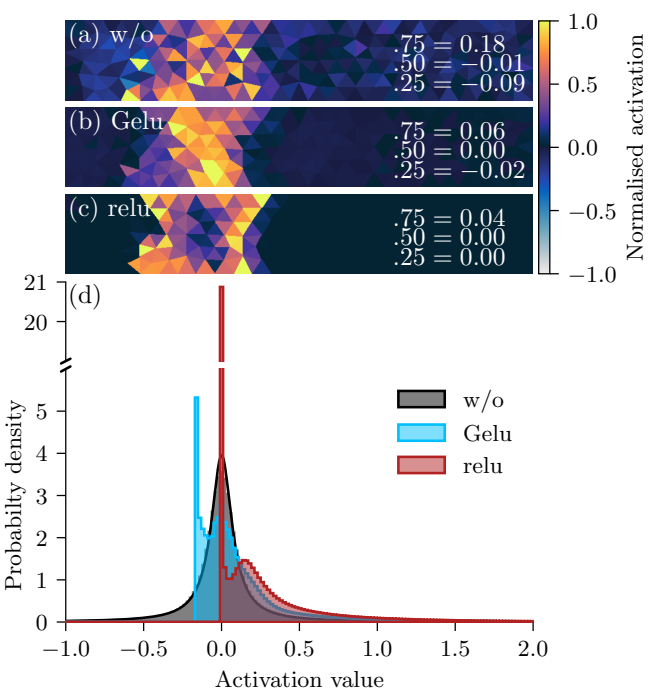 (a) w/o
.75 = 0.18
.50 = −0.01
.25 = −0.09
(b) Gelu
.75 = 0.06
.50 = 0.00
.25 = −0.02
(c) relu
.75 = 0.04
.50 = 0.00
.25 = 0.00
1.0
0.5
0.0
−0.5
−1.0
Normalised activation
(d)
21
20
5
4
3
2
1
0
Probabilty density
w/o
Gelu
relu
−1.0 −0.5 0.0 0.5 1.0 1.5 2.0
Activation value